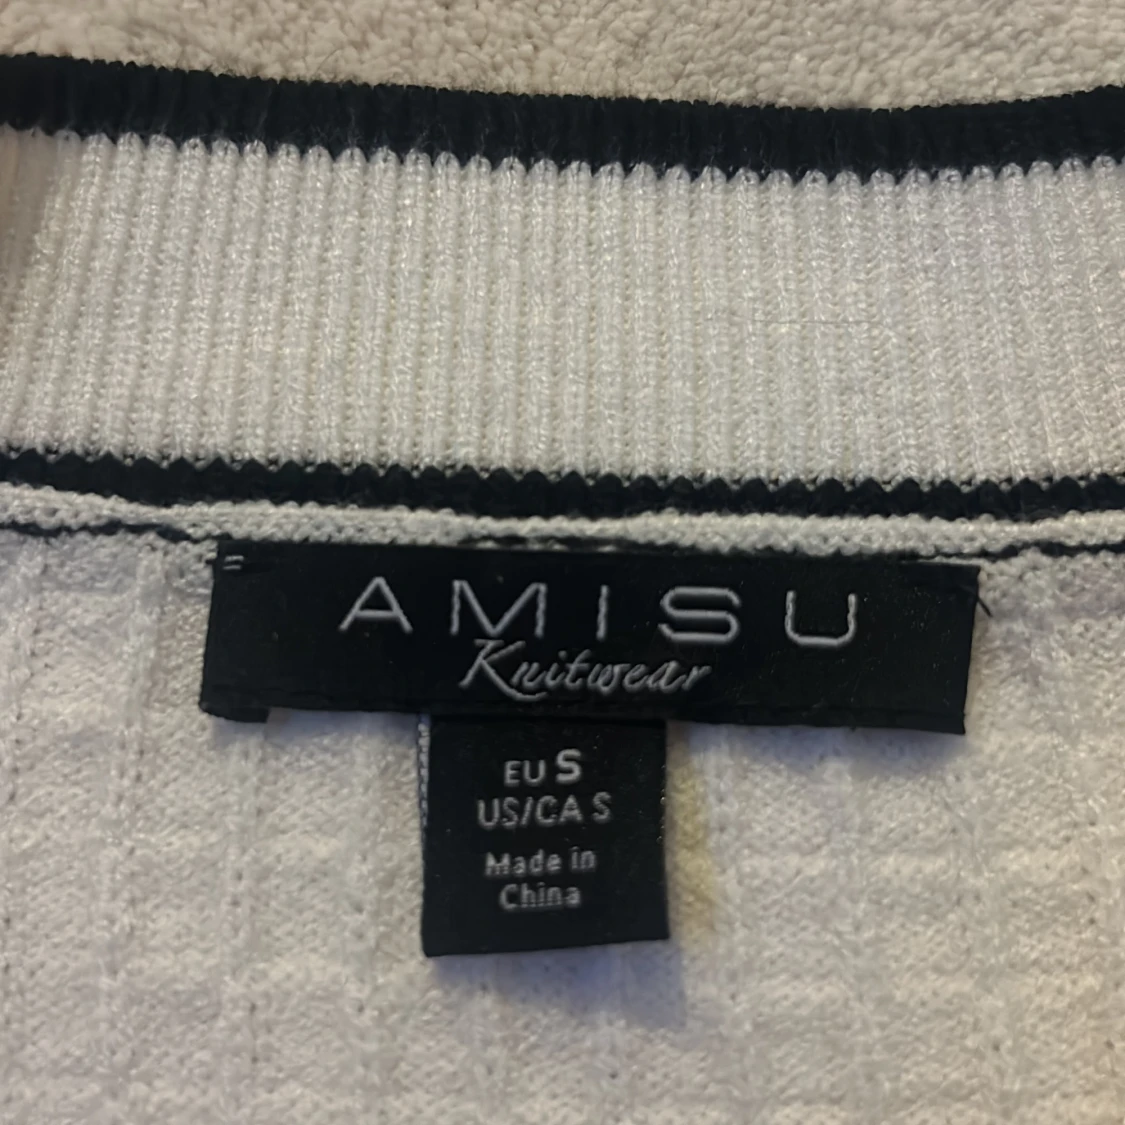 AMISU
Knitwear
EU S
US/CA S
Made in
China